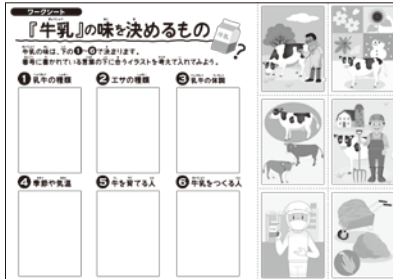 ワークシート
『牛乳』の味を決めるもの
牛乳の味は、下の❶〜❻で決まります。
番号に書かれている言葉の下に合うイラストを考えて入れてみよう。
牛乳
?
❶乳牛の種類
❷エサの種類
❸乳牛の体調
❹季節や気温
❺牛を育てる人
❻牛乳をつくる人